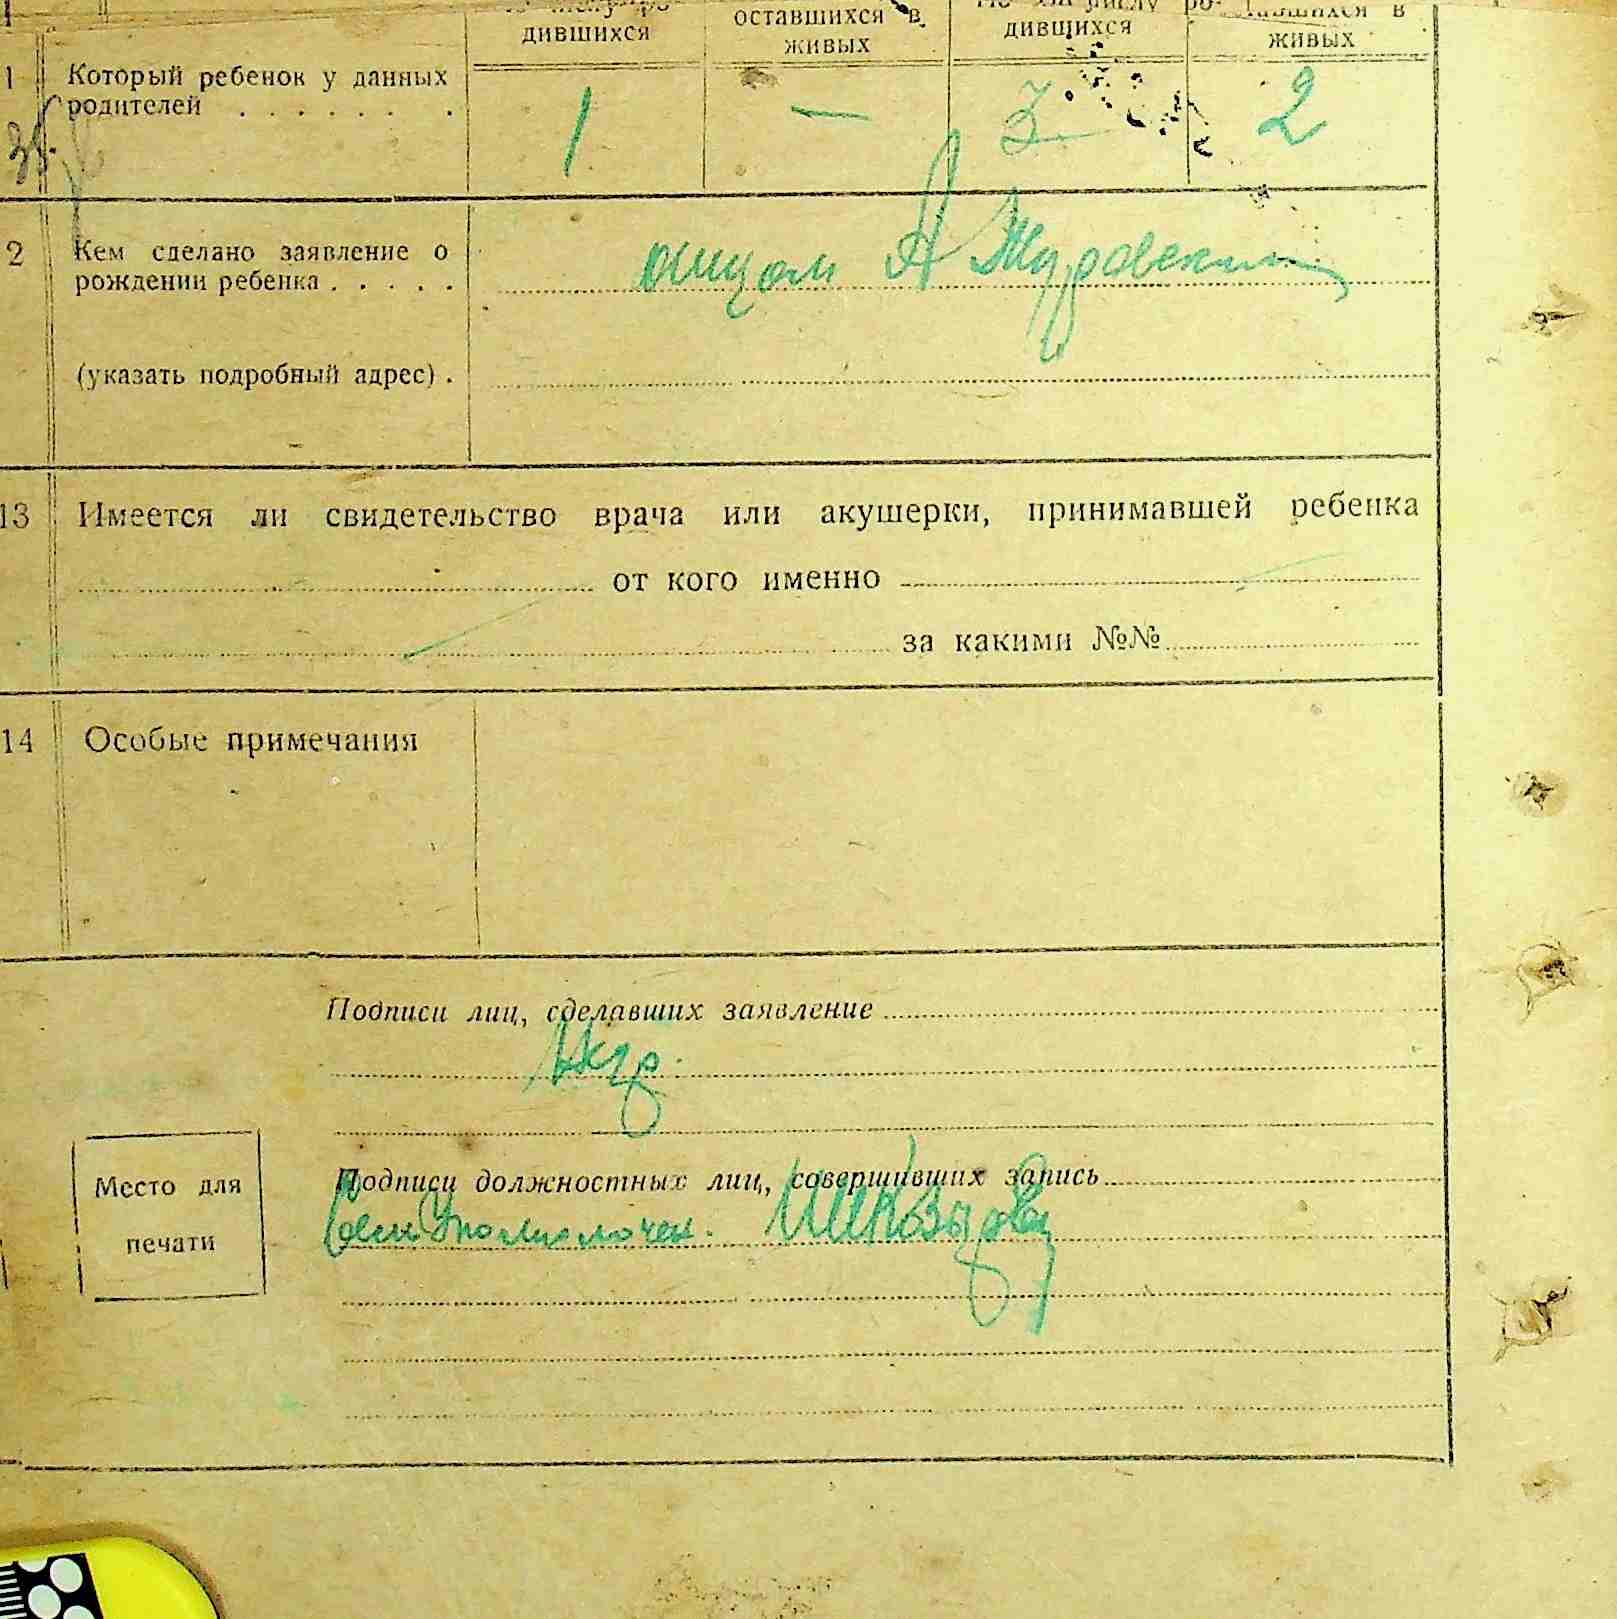 дившихся
оставшихся в
живых
дившихся
живых
1 Который ребенок у данных
родителей . . . . . . .
1 — 3 2
2 Кем сделано заявление о
рождении ребенка . . . . .
отцом А Журовским
(указать подробный адрес) .
13 Имеется ли свидетельство врача или акушерки, принимавшей ребенка
от кого именно
за какими №№
14 Особые примечания
Подписи лиц, сделавших заявление
Место для
печати
Подписи должностных лиц, совершивших запись